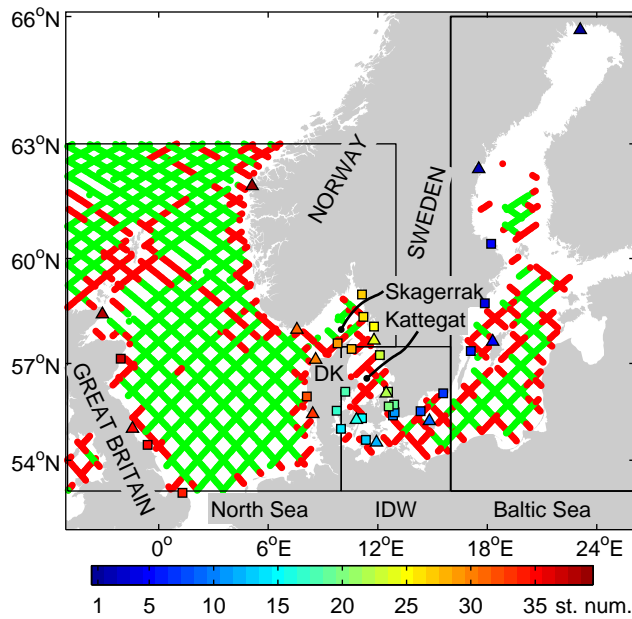 66°N
63°N
60°N
57°N
54°N
NORWAY
SWEDEN
Skagerrak
Kattegat
DK
GREAT BRITAIN
North Sea
IDW
Baltic Sea
0°E
6°E
12°E
18°E
24°E
1
5
10
15
20
25
30
35
st. num.